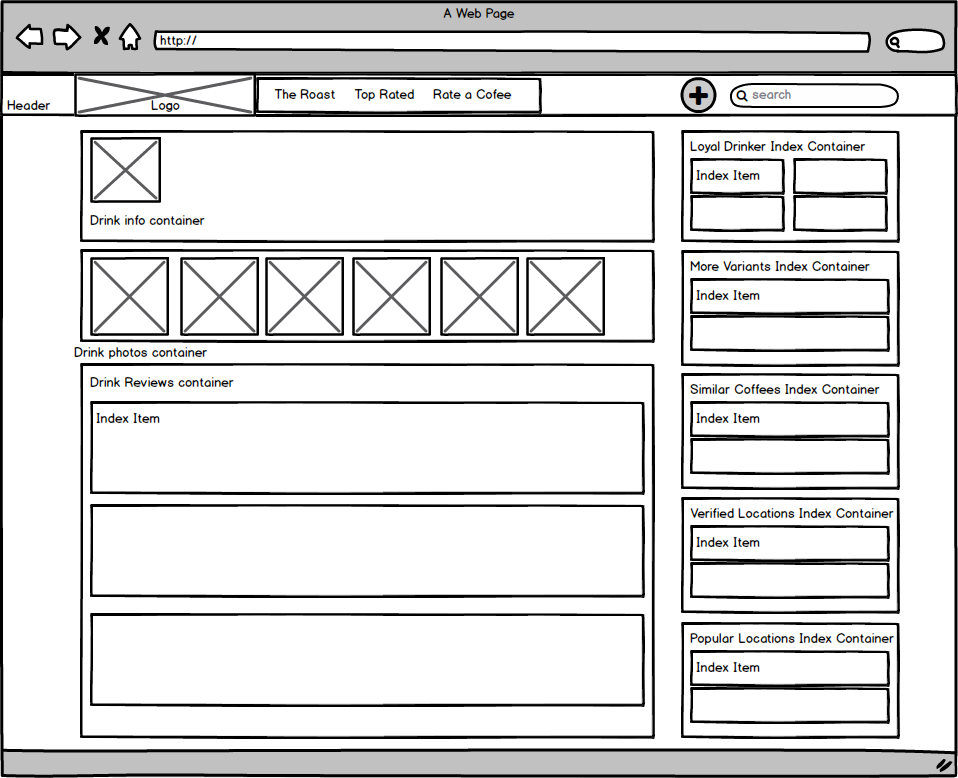 A Web Page
http://
Header
Logo
The Roast
Top Rated
Rate a Cofee
search
Drink info container
Drink photos container
Drink Reviews container
Index Item
Loyal Drinker Index Container
Index Item
More Variants Index Container
Index Item
Similar Coffees Index Container
Index Item
Verified Locations Index Container
Index Item
Popular Locations Index Container
Index Item